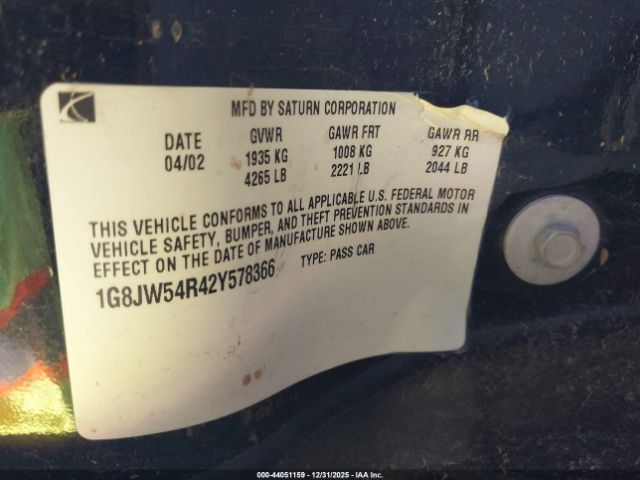 MFD BY SATURN CORPORATION
DATE GVWR GAWR FRT GAWR RR
04/02 1935 KG 1008 KG 927 KG
4265 LB 2221 LB 2044 LB
THIS VEHICLE CONFORMS TO ALL APPLICABLE U.S. FEDERAL MOTOR
VEHICLE SAFETY, BUMPER, AND THEFT PREVENTION STANDARDS IN
EFFECT ON THE DATE OF MANUFACTURE SHOWN ABOVE.
1G8JW54R42Y578366 TYPE: PASS CAR
000-44051159 - 12/31/2025 - IAA Inc.